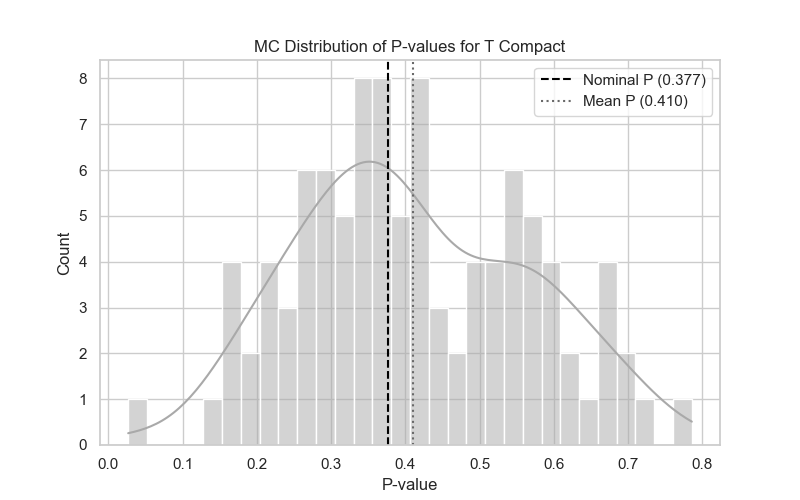 MC Distribution of P-values for T Compact
Nominal P (0.377)
Mean P (0.410)
Count
8
7
6
5
4
3
2
1
0
0.0 0.1 0.2 0.3 0.4 0.5 0.6 0.7 0.8
P-value